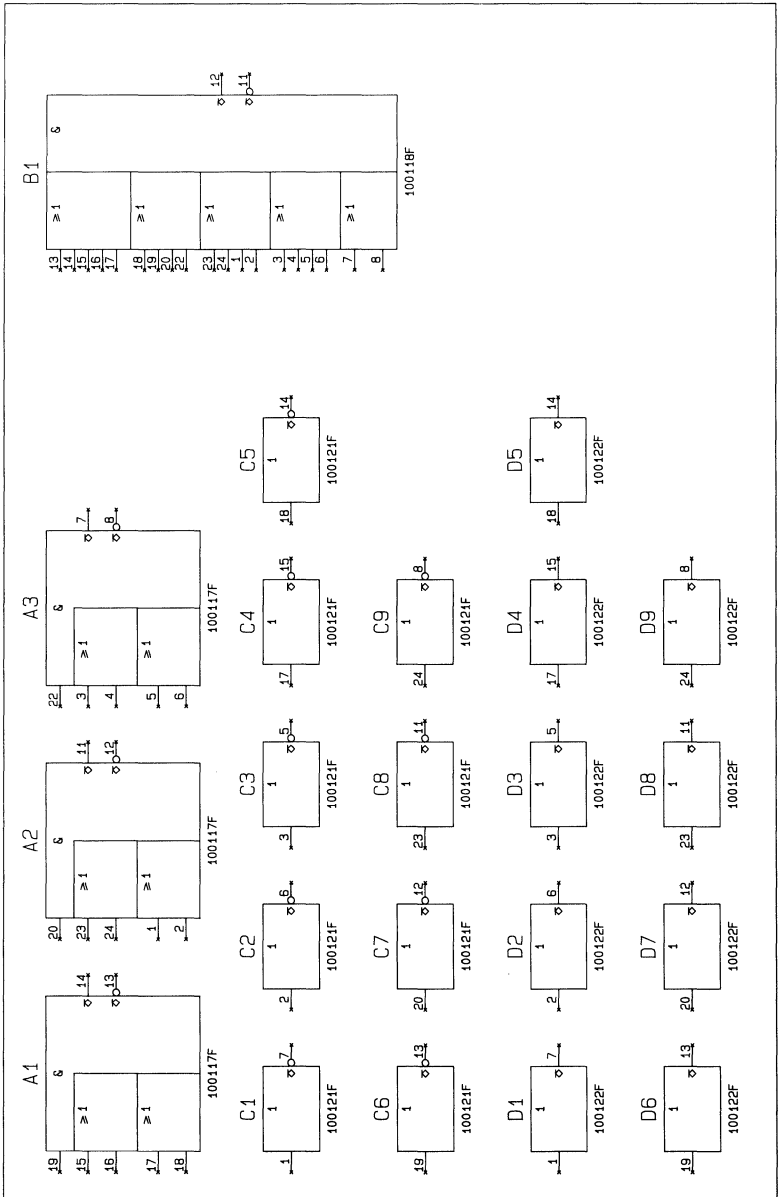 A1
&
≥1
≥1
19
15
16
17
18
14
13
100117F
A2
&
≥1
≥1
20
23
24
1
2
11
12
100117F
A3
&
≥1
≥1
22
3
4
5
6
7
8
100117F
B1
&
≥1
≥1
≥1
≥1
≥1
13
14
15
16
17
18
19
20
22
23
24
1
2
3
4
5
6
7
8
12
11
100118F
C1
1
1
7
100121F
C2
1
2
6
100121F
C3
1
3
5
100121F
C4
1
17
15
100121F
C5
1
18
14
100121F
C6
1
19
13
100121F
C7
1
20
12
100121F
C8
1
23
11
100121F
C9
1
24
8
100121F
D1
1
1
7
100122F
D2
1
2
6
100122F
D3
1
3
5
100122F
D4
1
17
15
100122F
D5
1
18
14
100122F
D6
1
19
13
100122F
D7
1
20
12
100122F
D8
1
23
11
100122F
D9
1
24
8
100122F